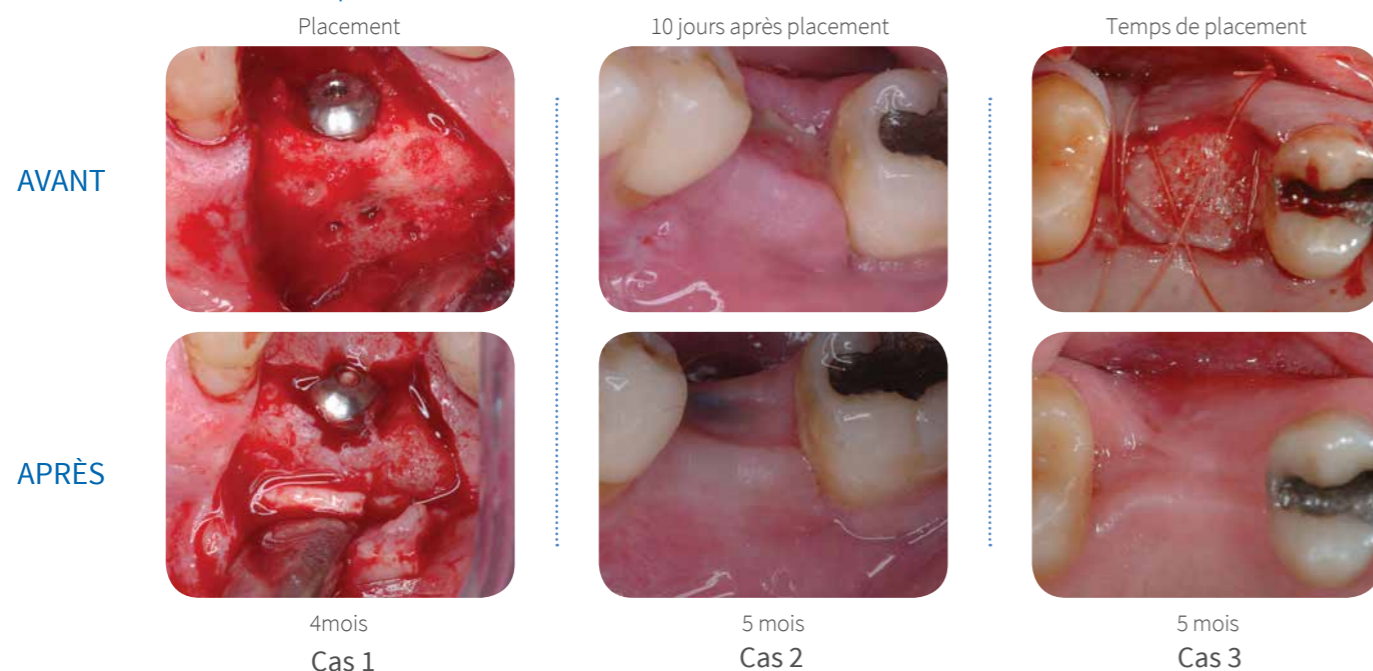 Placement
10 jours après placement
Temps de placement
AVANT
APRÈS
4mois
5 mois
5 mois
Cas 1
Cas 2
Cas 3